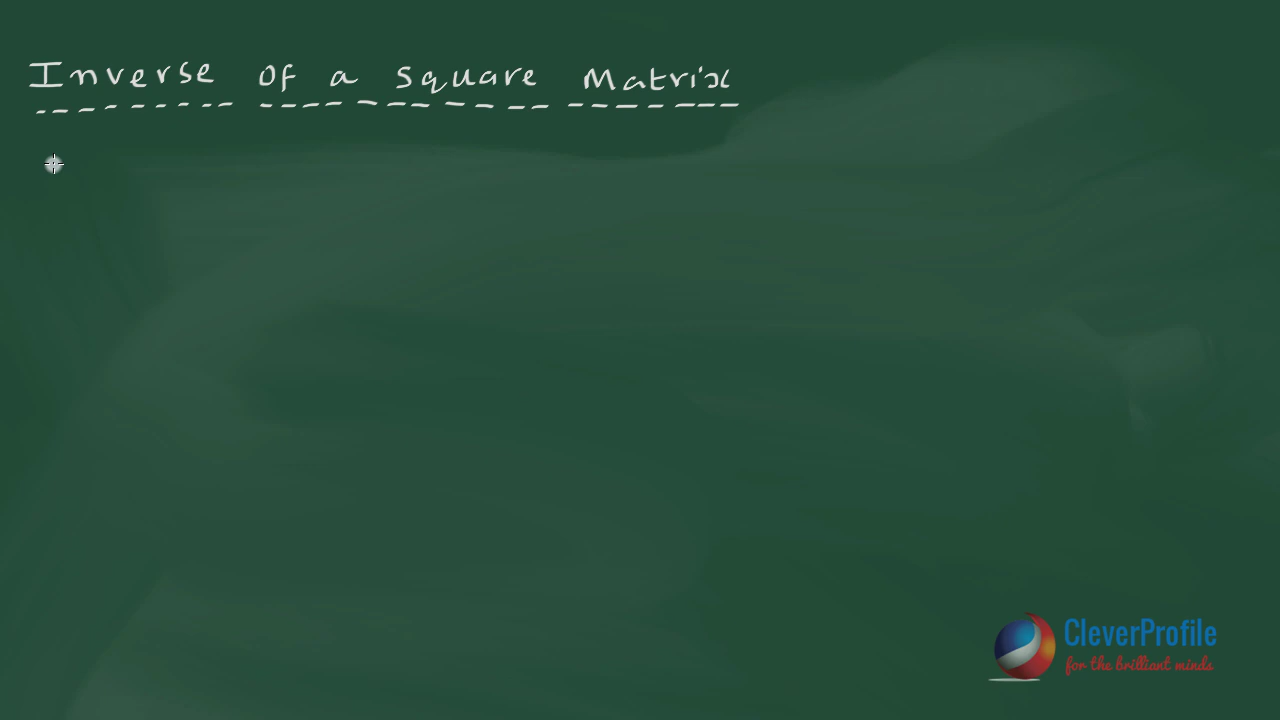 Inverse of a square Matrix
CleverProfile
for the brilliant minds